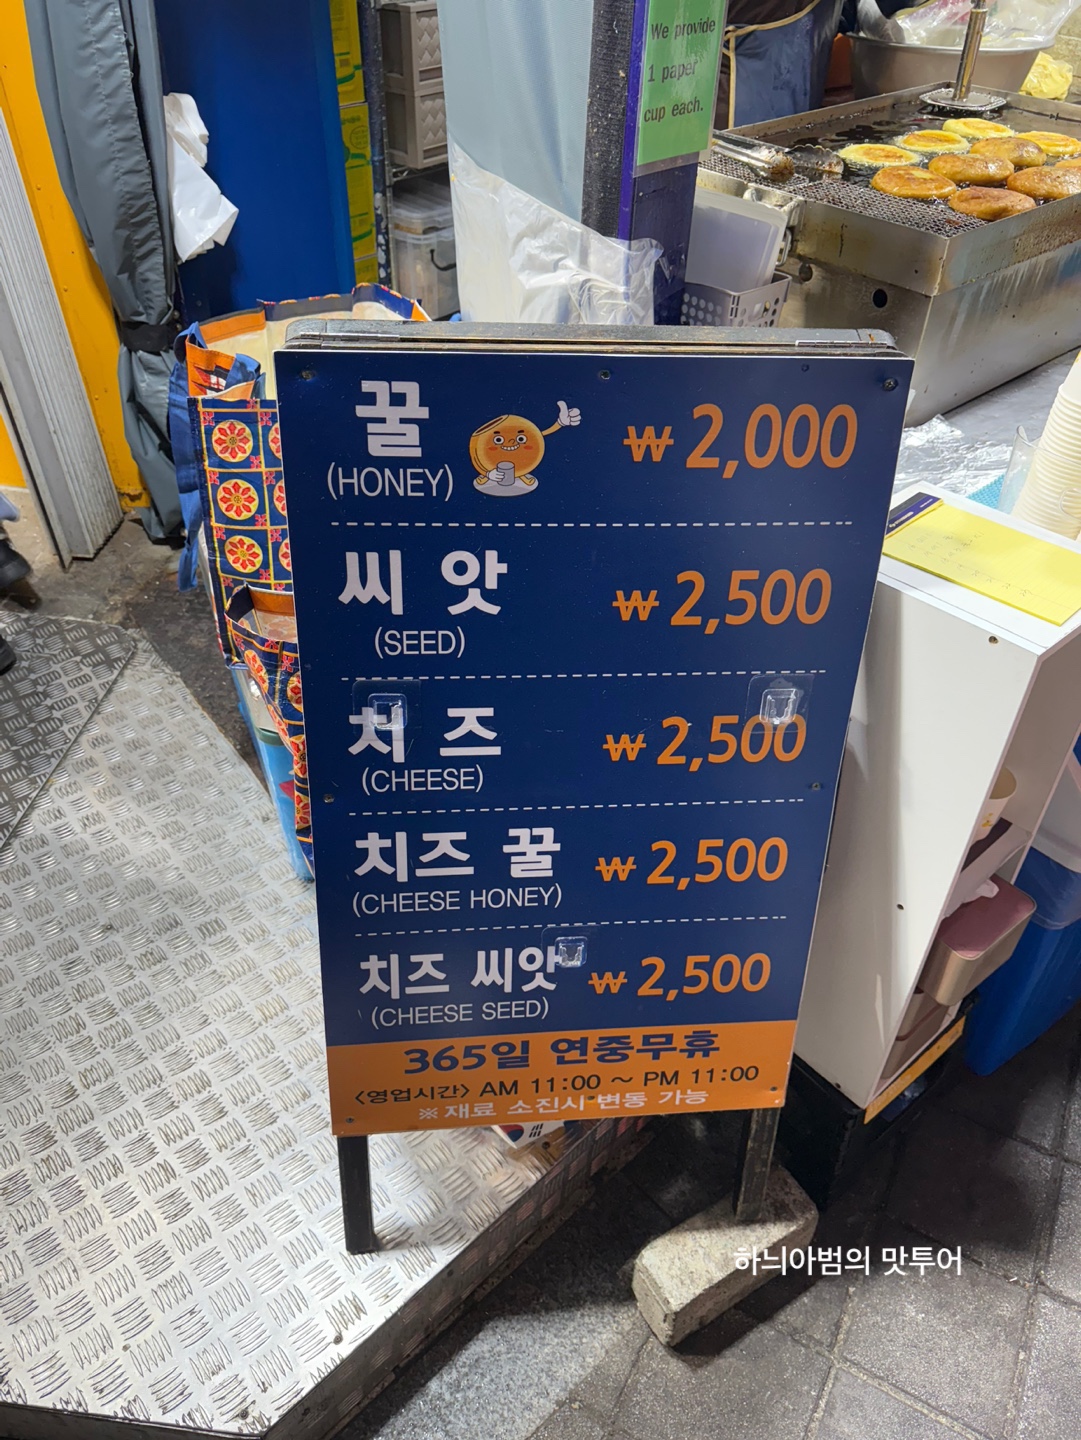 We provide
1 paper
cup each.
꿀
(HONEY)
₩ 2,000
씨 앗
(SEED)
₩ 2,500
치 즈
(CHEESE)
₩ 2,500
치즈 꿀
(CHEESE HONEY)
₩ 2,500
치즈 씨앗
(CHEESE SEED)
₩ 2,500
365일 연중무휴
<영업시간> AM 11:00 ~ PM 11:00
※ 재료 소진시 변동 가능
하늬아범의 맛투어